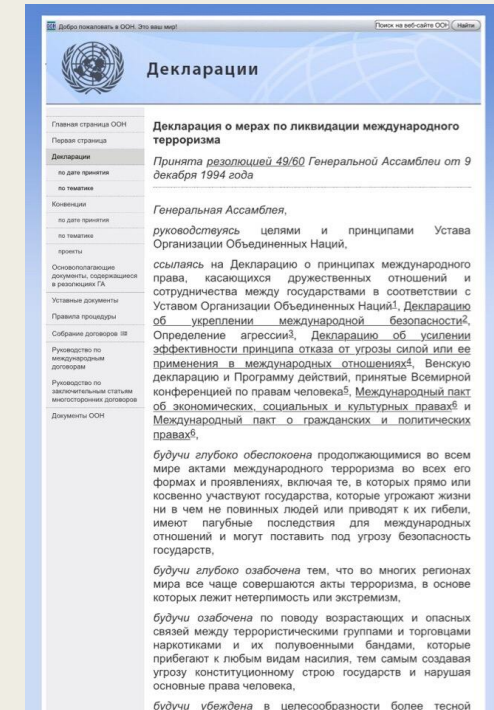 Добро пожаловать в ООН, Это ваш мир!
Поиск на веб-сайте ООН
Найти
Декларации
Главная страница ООН
Первая страница
Декларации
по дате принятия
по тематике
Конвенции
по дате принятия
по тематике
проекты
Основополагающие
документы, содержащиеся
в резолюциях ГА
Уставные документы
Правила процедуры
Собрание договоров
Руководство по
международным
договорам
Руководство по
заключительным статьям
многосторонних договоров
Документы ООН
Декларация о мерах по ликвидации международного
терроризма
Принята резолюцией 49/60 Генеральной Ассамблеи от 9
декабря 1994 года
Генеральная Ассамблея,
руководствуясь целями и принципами Устава
Организации Объединенных Наций,
ссылаясь на Декларацию о принципах международного
права, касающихся дружественных отношений и
сотрудничества между государствами в соответствии с
Уставом Организации Объединенных Наций1, Декларацию
об укреплении международной безопасности2,
Определение агрессии3, Декларацию об усилении
эффективности принципа отказа от угрозы силой или ее
применения в международных отношениях4, Венскую
декларацию и Программу действий, принятые Всемирной
конференцией по правам человека5, Международный пакт
об экономических, социальных и культурных правах6 и
Международный пакт о гражданских и политических
правах6,
будучи глубоко обеспокоена продолжающимися во всем
мире актами международного терроризма во всех его
формах и проявлениях, включая те, в которых прямо или
косвенно участвуют государства, которые угрожают жизни
ни в чем не повинных людей или приводят к их гибели,
имеют пагубные последствия для международных
отношений и могут поставить под угрозу безопасность
государств,
будучи глубоко озабочена тем, что во многих регионах
мира все чаще совершаются акты терроризма, в основе
которых лежит нетерпимость или экстремизм,
будучи озабочена по поводу возрастающих и опасных
связей между террористическими группами и торговцами
наркотиками и их полувоенными бандами, которые
прибегают к любым видам насилия, тем самым создавая
угрозу конституционному строю государств и нарушая
основные права человека,
будучи убеждена в целесообразности более тесной